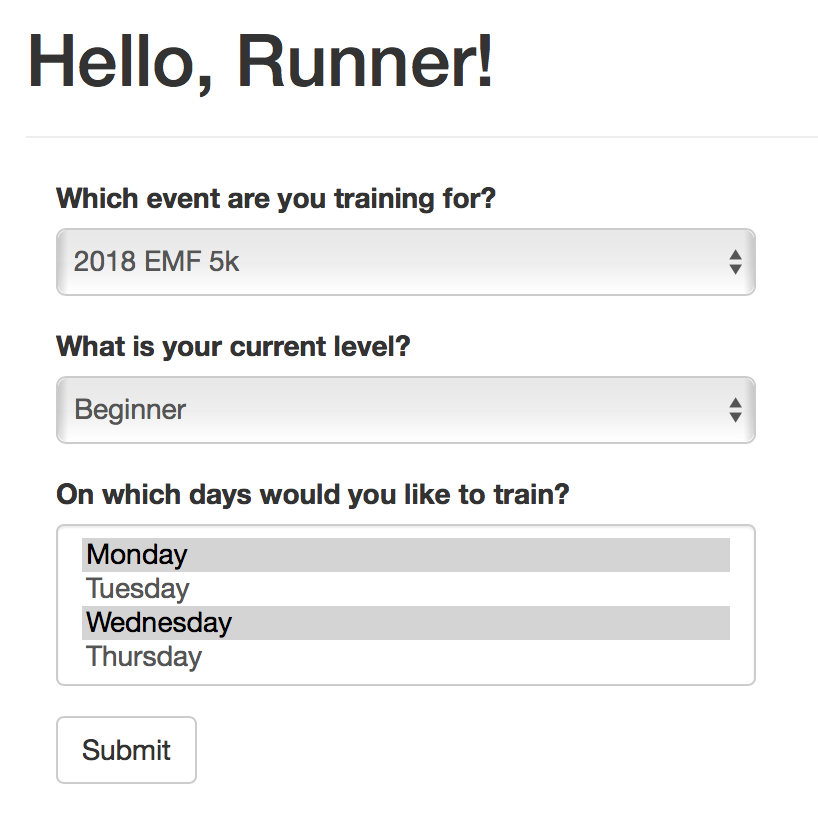 Hello, Runner!
Which event are you training for?
2018 EMF 5k
What is your current level?
Beginner
On which days would you like to train?
Monday
Tuesday
Wednesday
Thursday
Submit